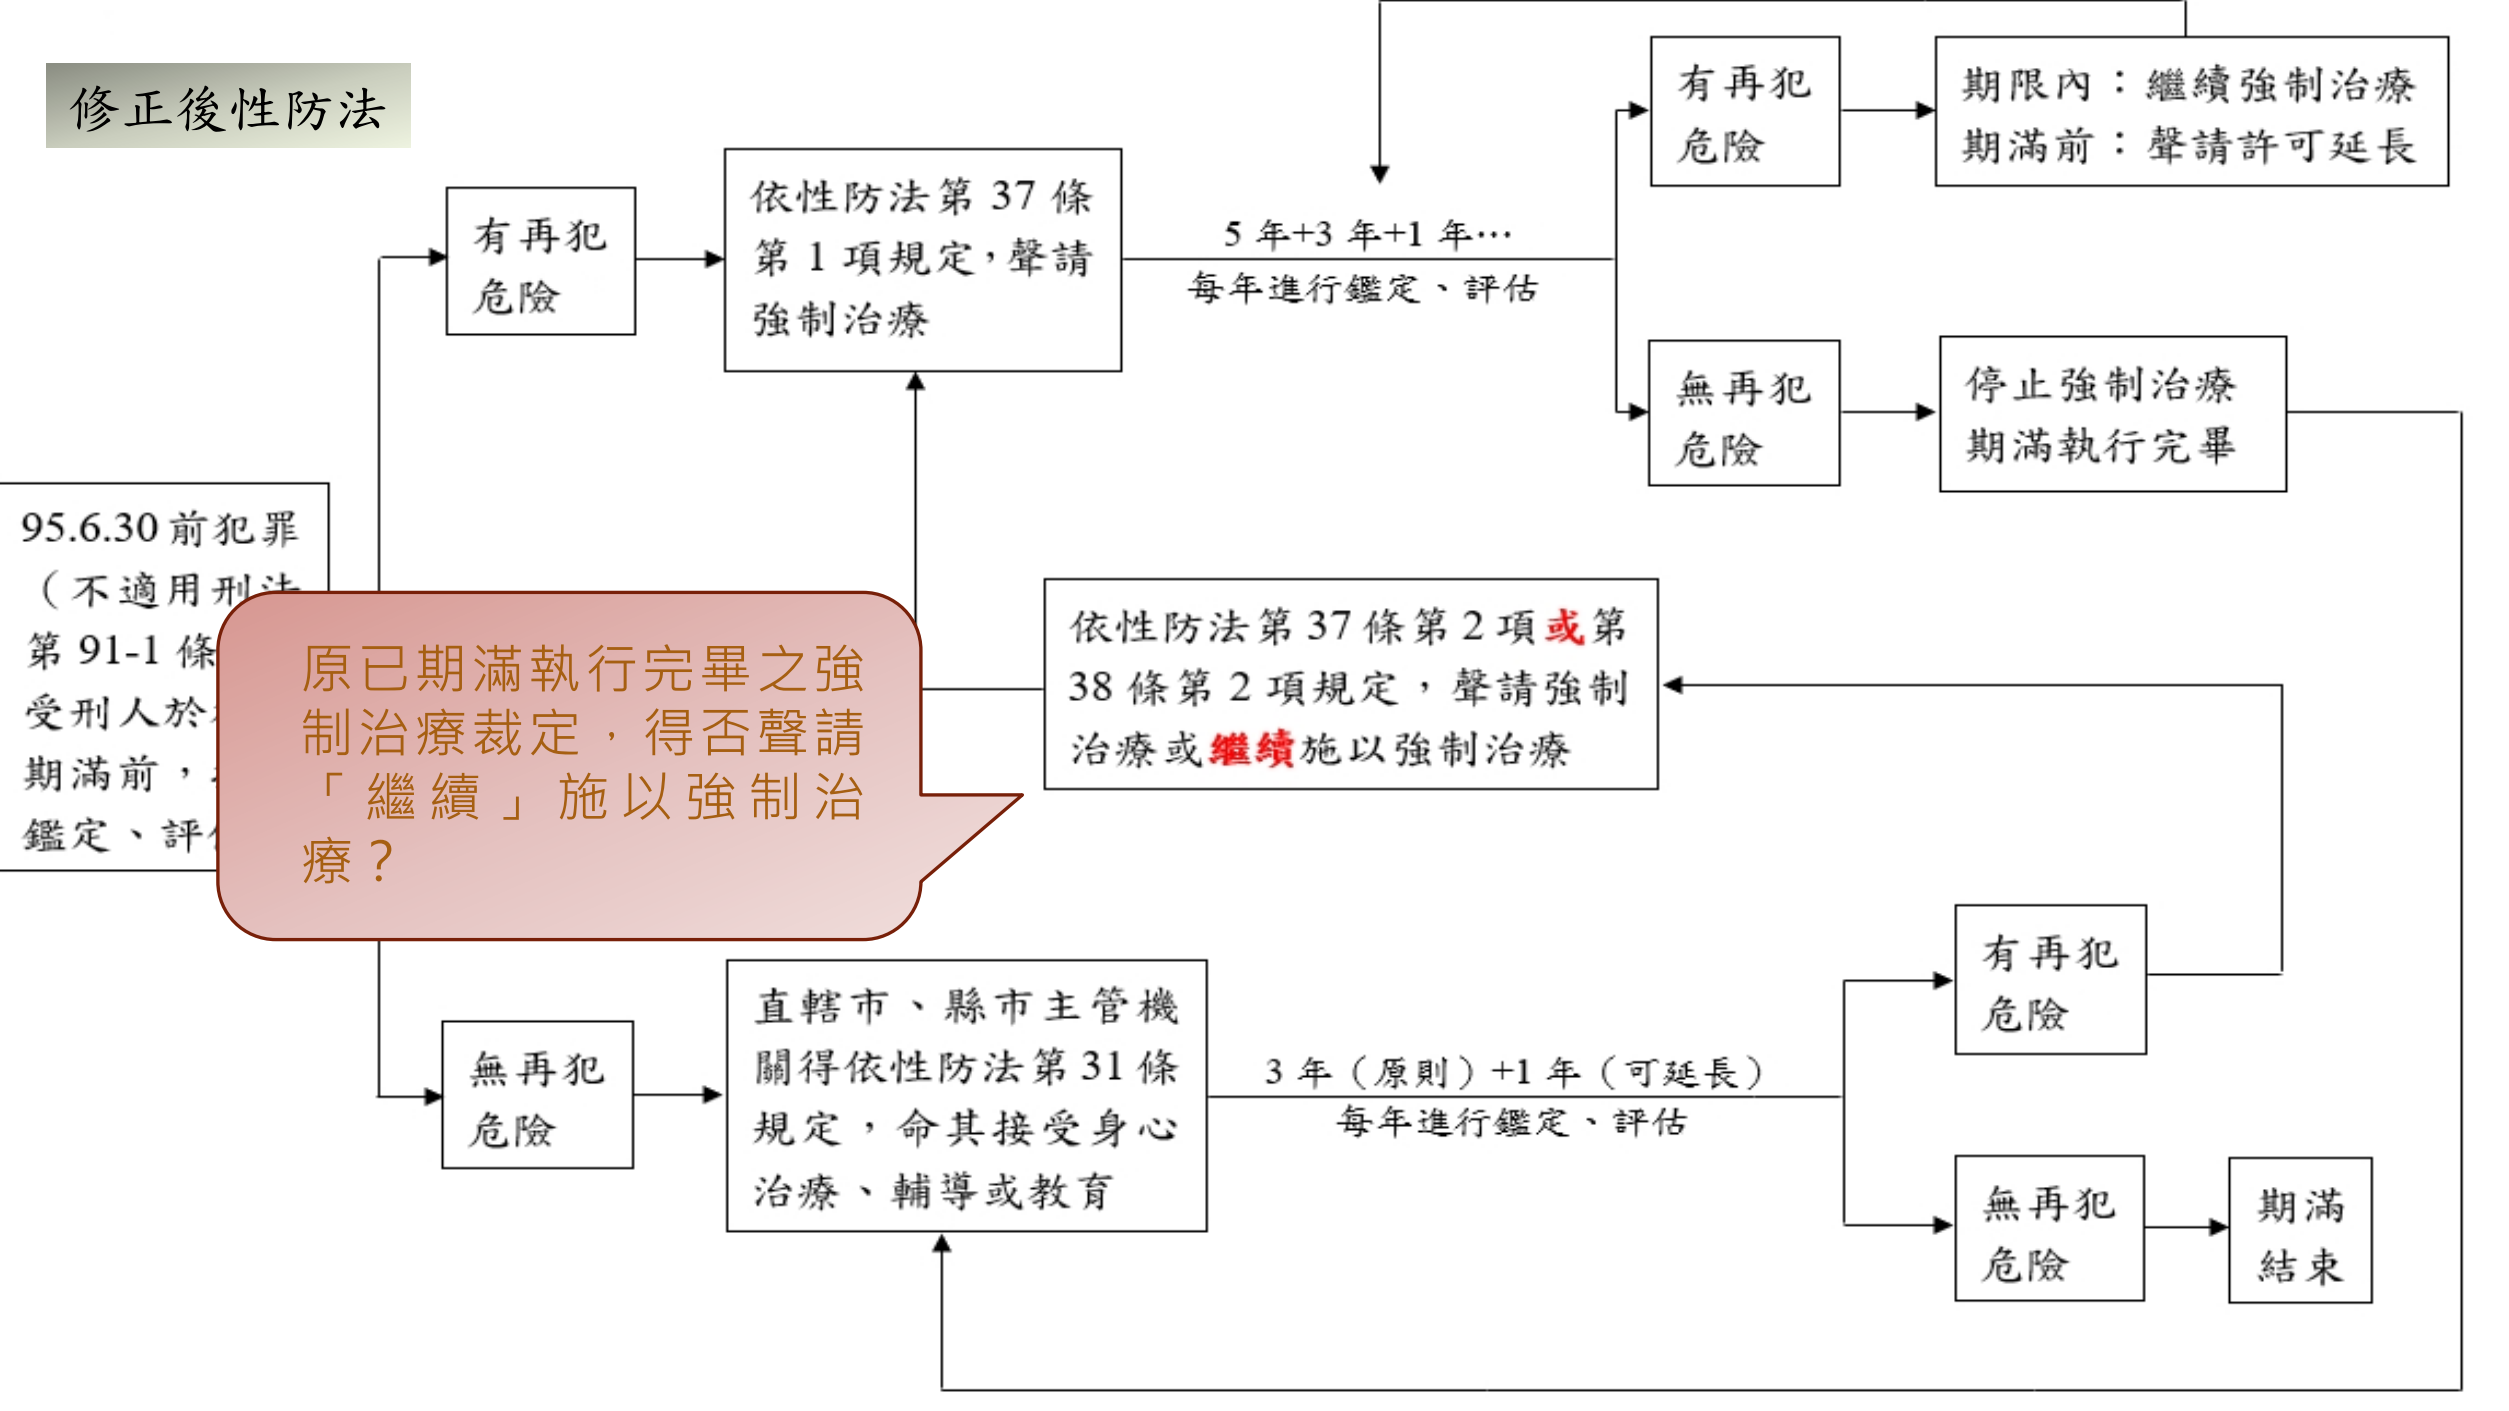 修正後性防法
有再犯
危險
依性防法第 37 條
第 1 項規定，聲請
強制治療
5 年+3 年+1 年…
每年進行鑑定、評估
有再犯
危險
期限內：繼續強制治療
期滿前：聲請許可延長
無再犯
危險
停止強制治療
期滿執行完畢
95.6.30 前犯罪
（不適用刑法
第 91-1 條
受刑人於
期滿前，
鑑定、評
原已期滿執行完畢之強
制治療裁定，得否聲請
「繼續」施以強制治
療？
依性防法第 37 條第 2 項或第
38 條第 2 項規定，聲請強制
治療或繼續施以強制治療
無再犯
危險
直轄市、縣市主管機
關得依性防法第 31 條
規定，命其接受身心
治療、輔導或教育
3 年（原則）+1 年（可延長）
每年進行鑑定、評估
有再犯
危險
無再犯
危險
期滿
結束